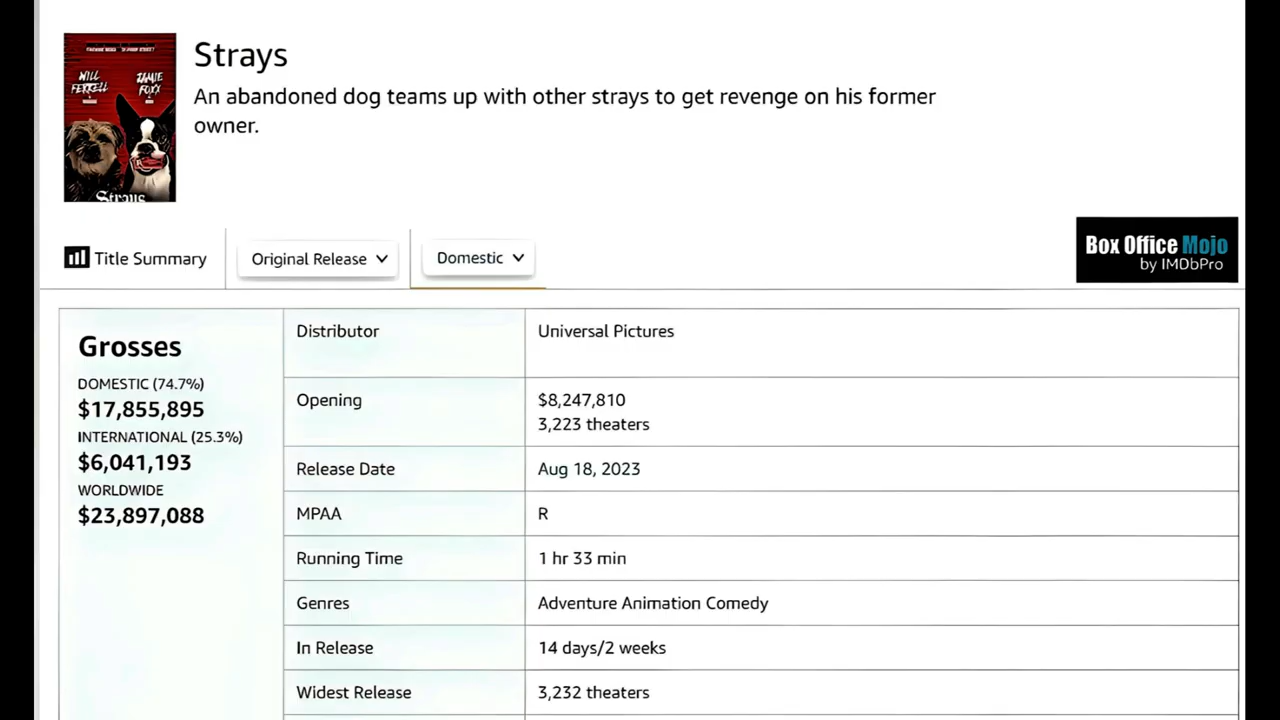 WILL
FERRELL
JAMIE
FOXX
Strays
Strays
An abandoned dog teams up with other strays to get revenge on his former
owner.
Title Summary
Original Release
Domestic
Box Office Mojo
by IMDbPro
Grosses
DOMESTIC (74.7%)
$17,855,895
INTERNATIONAL (25.3%)
$6,041,193
WORLDWIDE
$23,897,088
Distributor
Universal Pictures
Opening
$8,247,810
3,223 theaters
Release Date
Aug 18, 2023
MPAA
R
Running Time
1 hr 33 min
Genres
Adventure Animation Comedy
In Release
14 days/2 weeks
Widest Release
3,232 theaters